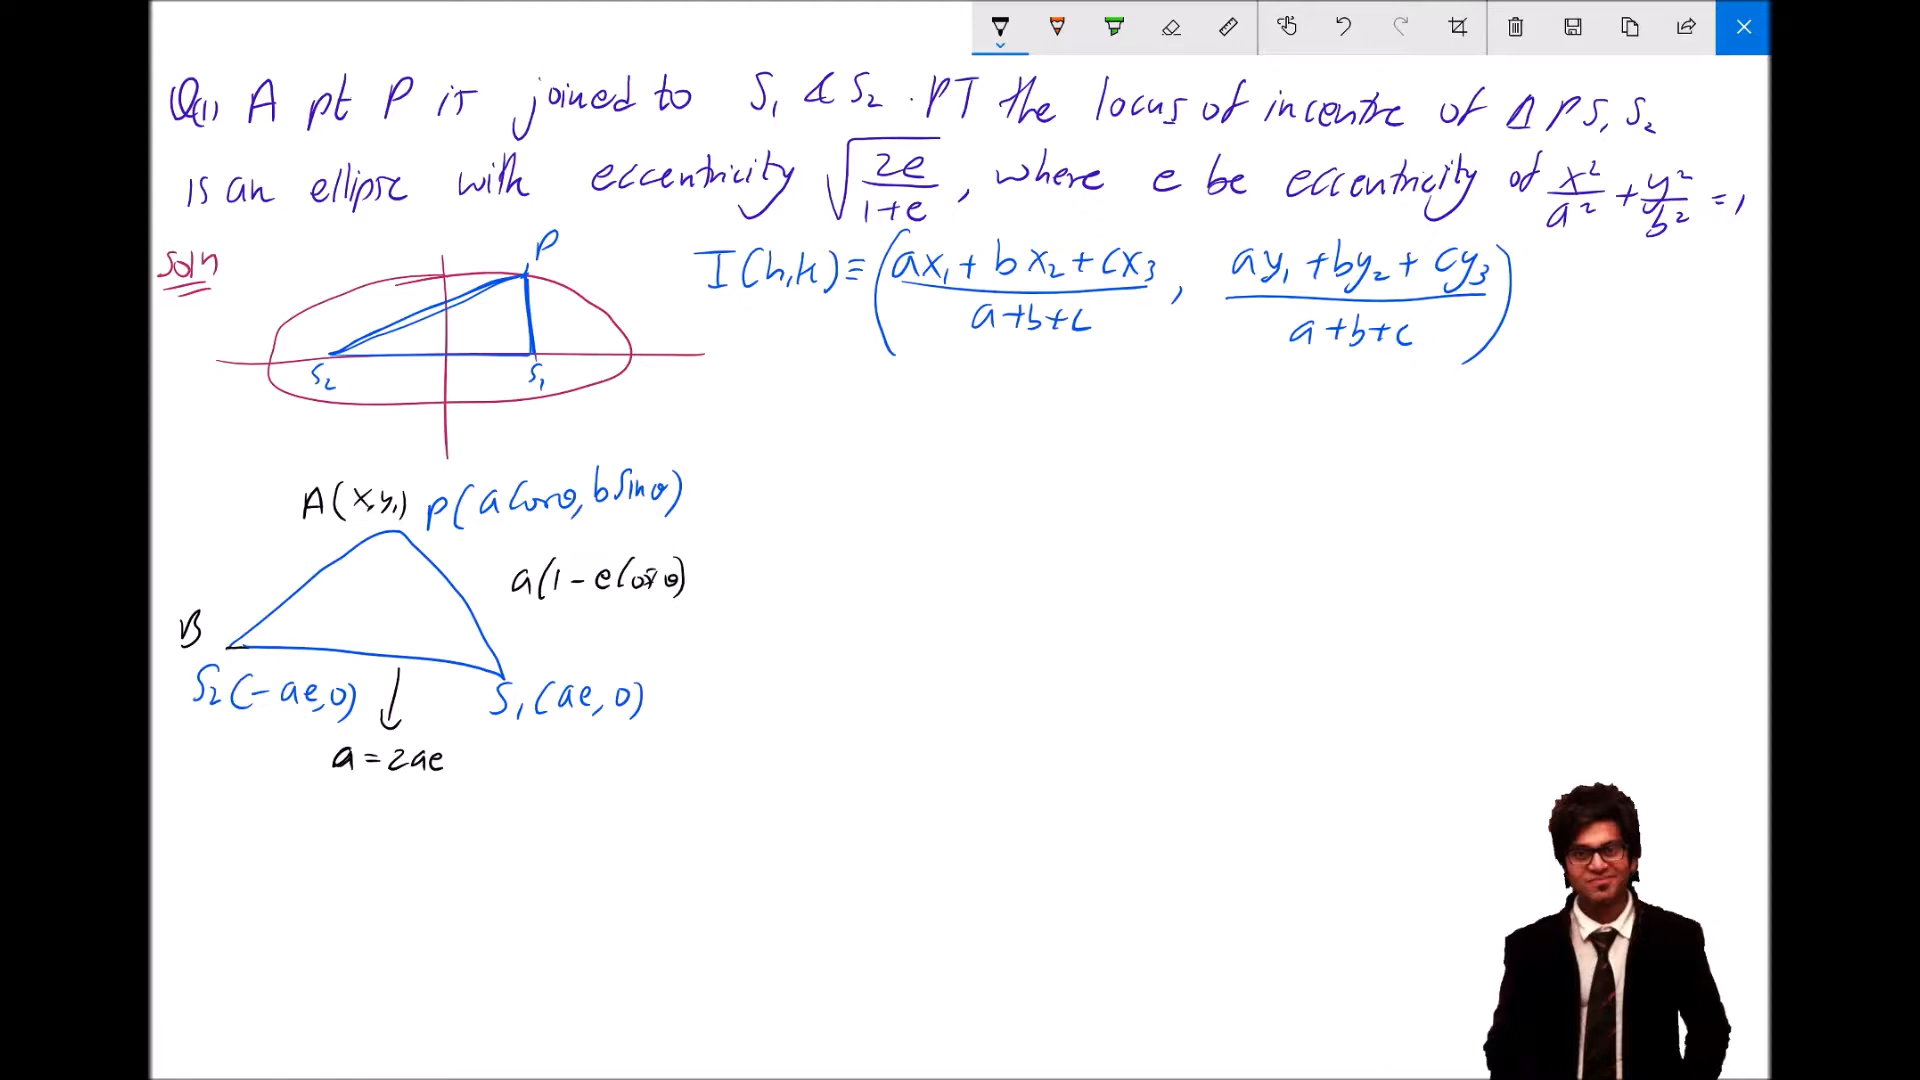 Q(1) A pt P is joined to S₁ & S₂ . PT the locus of incentre of Δ PS₁S₂
is an ellipse with eccentricity √(2e/(1+e)), where e be eccentricity of x²/a² + y²/b² = 1
Soln
P
I(h,k) ≡ ((ax₁ + bx₂ + cx₃)/(a+b+c), (ay₁ + by₂ + cy₃)/(a+b+c))
S₂ S₁
A(x,y₁) P(a Cosθ, b Sinθ)
a(1 - e Cosθ)
B
S₂(-ae,0) S₁(ae,0)
a = 2ae